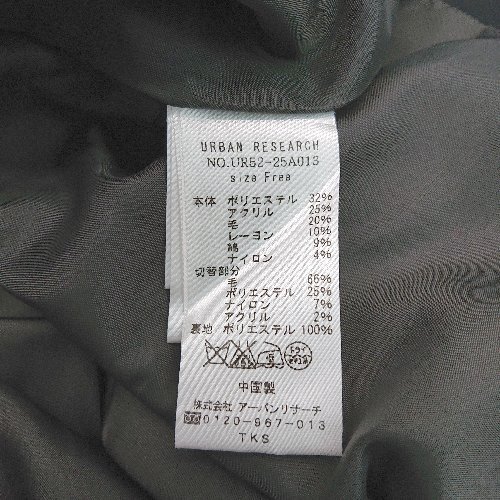 URBAN RESEARCH
NO.UR52-25A013
size Free
本体 ポリエステル 32%
アクリル 25%
毛 20%
レーヨン 10%
綿 9%
ナイロン 4%
切替部分
毛 66%
ポリエステル 25%
ナイロン 7%
アクリル 2%
裏地 ポリエステル 100%
ドライ
中国製
株式会社 アーバンリサーチ
0120-967-013
TKS